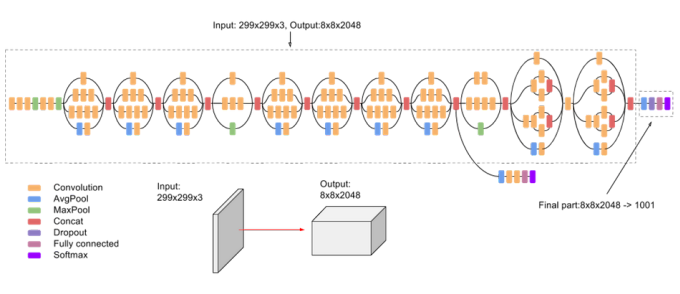 Input: 299x299x3, Output:8x8x2048
Convolution
AvgPool
MaxPool
Concat
Dropout
Fully connected
Softmax
Input:
299x299x3
Output:
8x8x2048
Final part:8x8x2048 -> 1001